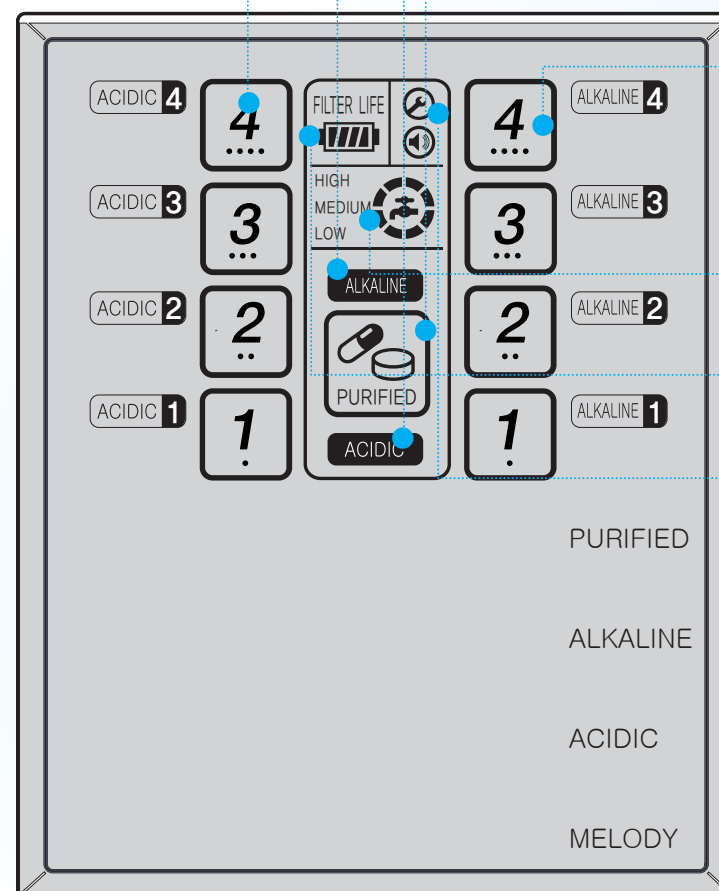 ACIDIC 4
4
FILTER LIFE
4
ALKALINE 4
HIGH
MEDIUM
LOW
ACIDIC 3
3
3
ALKALINE 3
ALKALINE
ACIDIC 2
2
2
ALKALINE 2
PURIFIED
ACIDIC 1
1
1
ALKALINE 1
ACIDIC
PURIFIED
ALKALINE
ACIDIC
MELODY